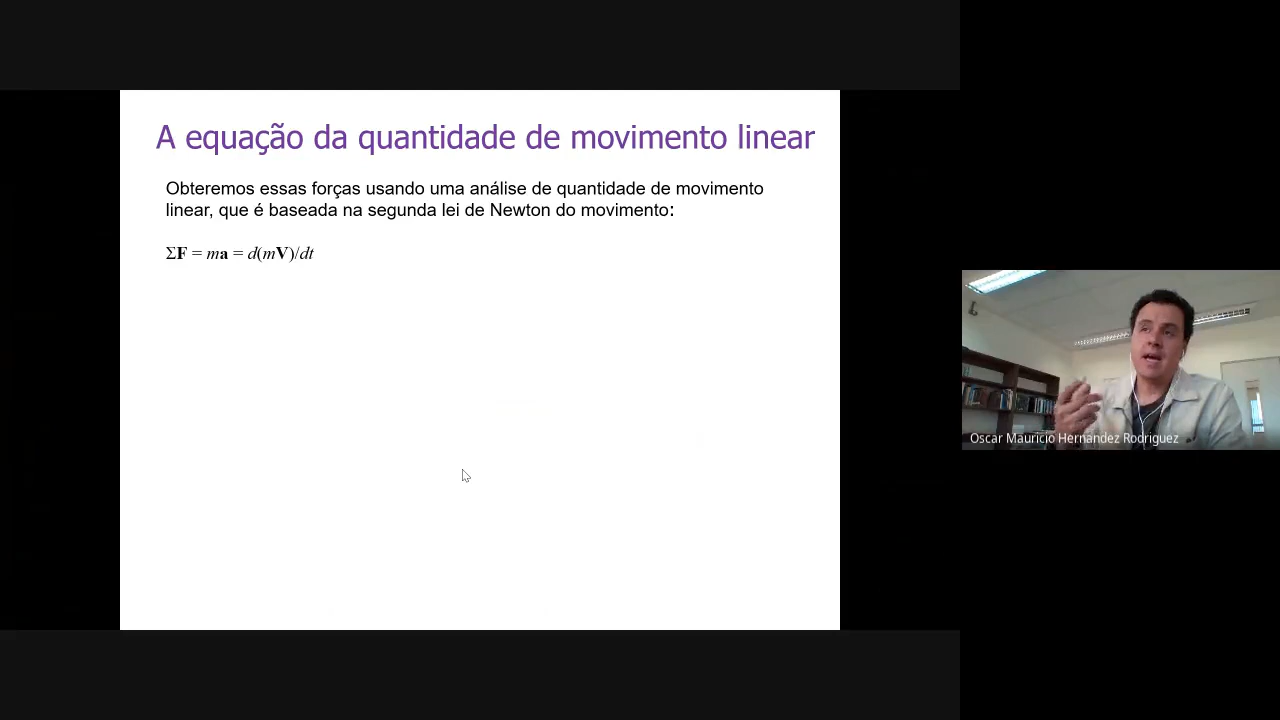 A equação da quantidade de movimento linear
Obteremos essas forças usando uma análise de quantidade de movimento
linear, que é baseada na segunda lei de Newton do movimento:
ΣF = ma = d(mV)/dt
Oscar Mauricio Hernandez Rodriguez